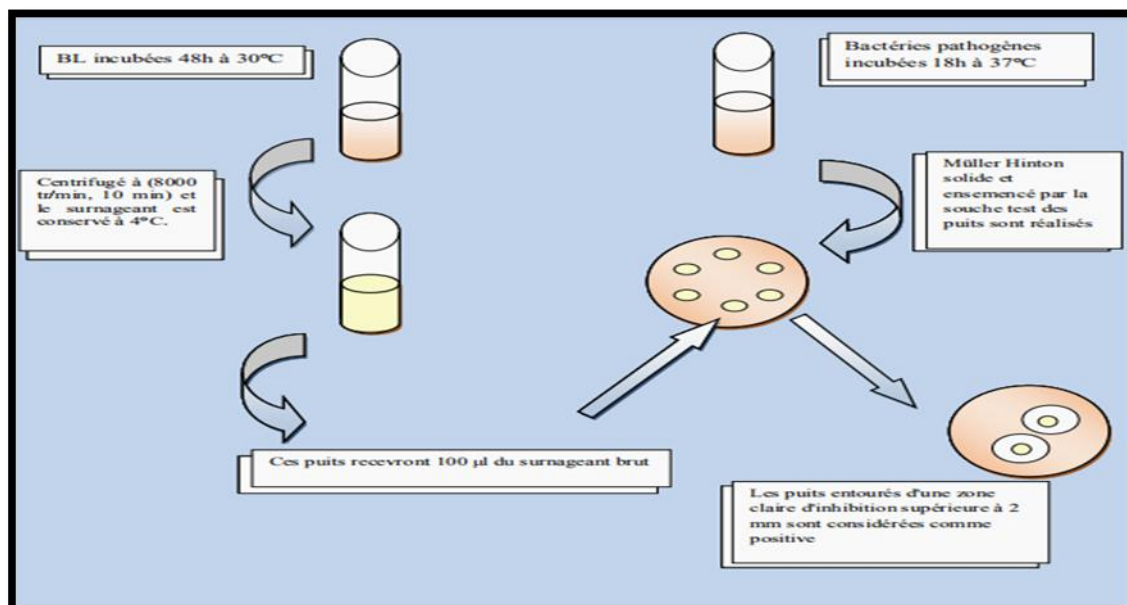 BL incubées 48h à 30°C
Bactéries pathogènes
incubées 18h à 37°C
Centrifugé à (8000
tr/min, 10 min) et
le surnageant est
conservé à 4°C.
Müller Hinton
solide et
ensemencé par la
souche test des
puits sont réalisés
Ces puits recevront 100 µl du surnageant brut
Les puits entourés d'une zone
claire d'inhibition supérieure à 2
mm sont considérées comme
positive